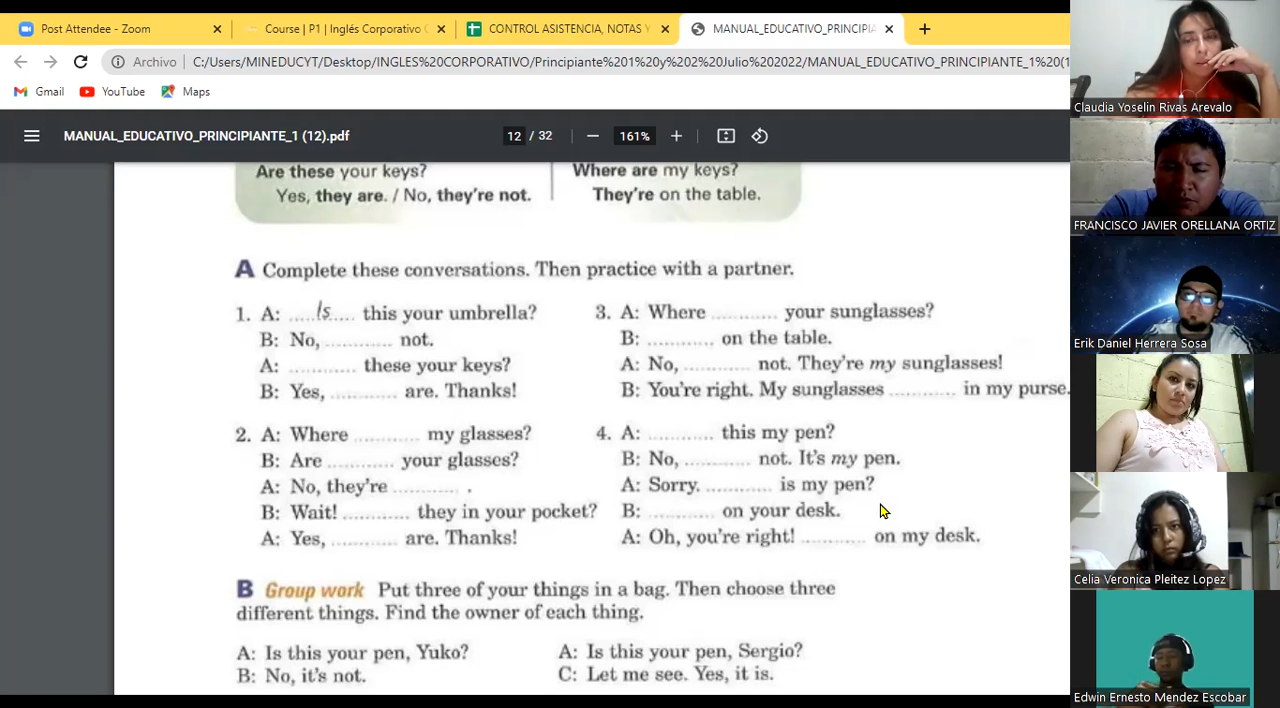 Post Attendee - Zoom
Course | P1 | Inglés Corporativo
CONTROL ASISTENCIA, NOTAS Y
MANUAL_EDUCATIVO_PRINCIPIA
Archivo
C:/Users/MINEDUCYT/Desktop/INGLES%20CORPORATIVO/Principiante%201%20y%202%20Julio%202022/MANUAL_EDUCATIVO_PRINCIPIANTE_1%20(1
Gmail
YouTube
Maps
MANUAL_EDUCATIVO_PRINCIPIANTE_1 (12).pdf
12 / 32
161%
Are these your keys?
Yes, they are. / No, they're not.
Where are my keys?
They're on the table.
A Complete these conversations. Then practice with a partner.
1. A: .....Is..... this your umbrella?
B: No, ............ not.
A: ............ these your keys?
B: Yes, ............ are. Thanks!
2. A: Where ............ my glasses?
B: Are ............ your glasses?
A: No, they're ............ .
B: Wait! ............ they in your pocket?
A: Yes, ............ are. Thanks!
3. A: Where ............ your sunglasses?
B: ............ on the table.
A: No, ............ not. They're my sunglasses!
B: You're right. My sunglasses ............ in my purse.
4. A: ............ this my pen?
B: No, ............ not. It's my pen.
A: Sorry. ............ is my pen?
B: ............ on your desk.
A: Oh, you're right! ............ on my desk.
B Group work Put three of your things in a bag. Then choose three
different things. Find the owner of each thing.
A: Is this your pen, Yuko?
B: No, it's not.
A: Is this your pen, Sergio?
C: Let me see. Yes, it is.
Claudia Yoselin Rivas Arevalo
FRANCISCO JAVIER ORELLANA ORTIZ
Erik Daniel Herrera Sosa
Celia Veronica Pleitez Lopez
Edwin Ernesto Mendez Escobar